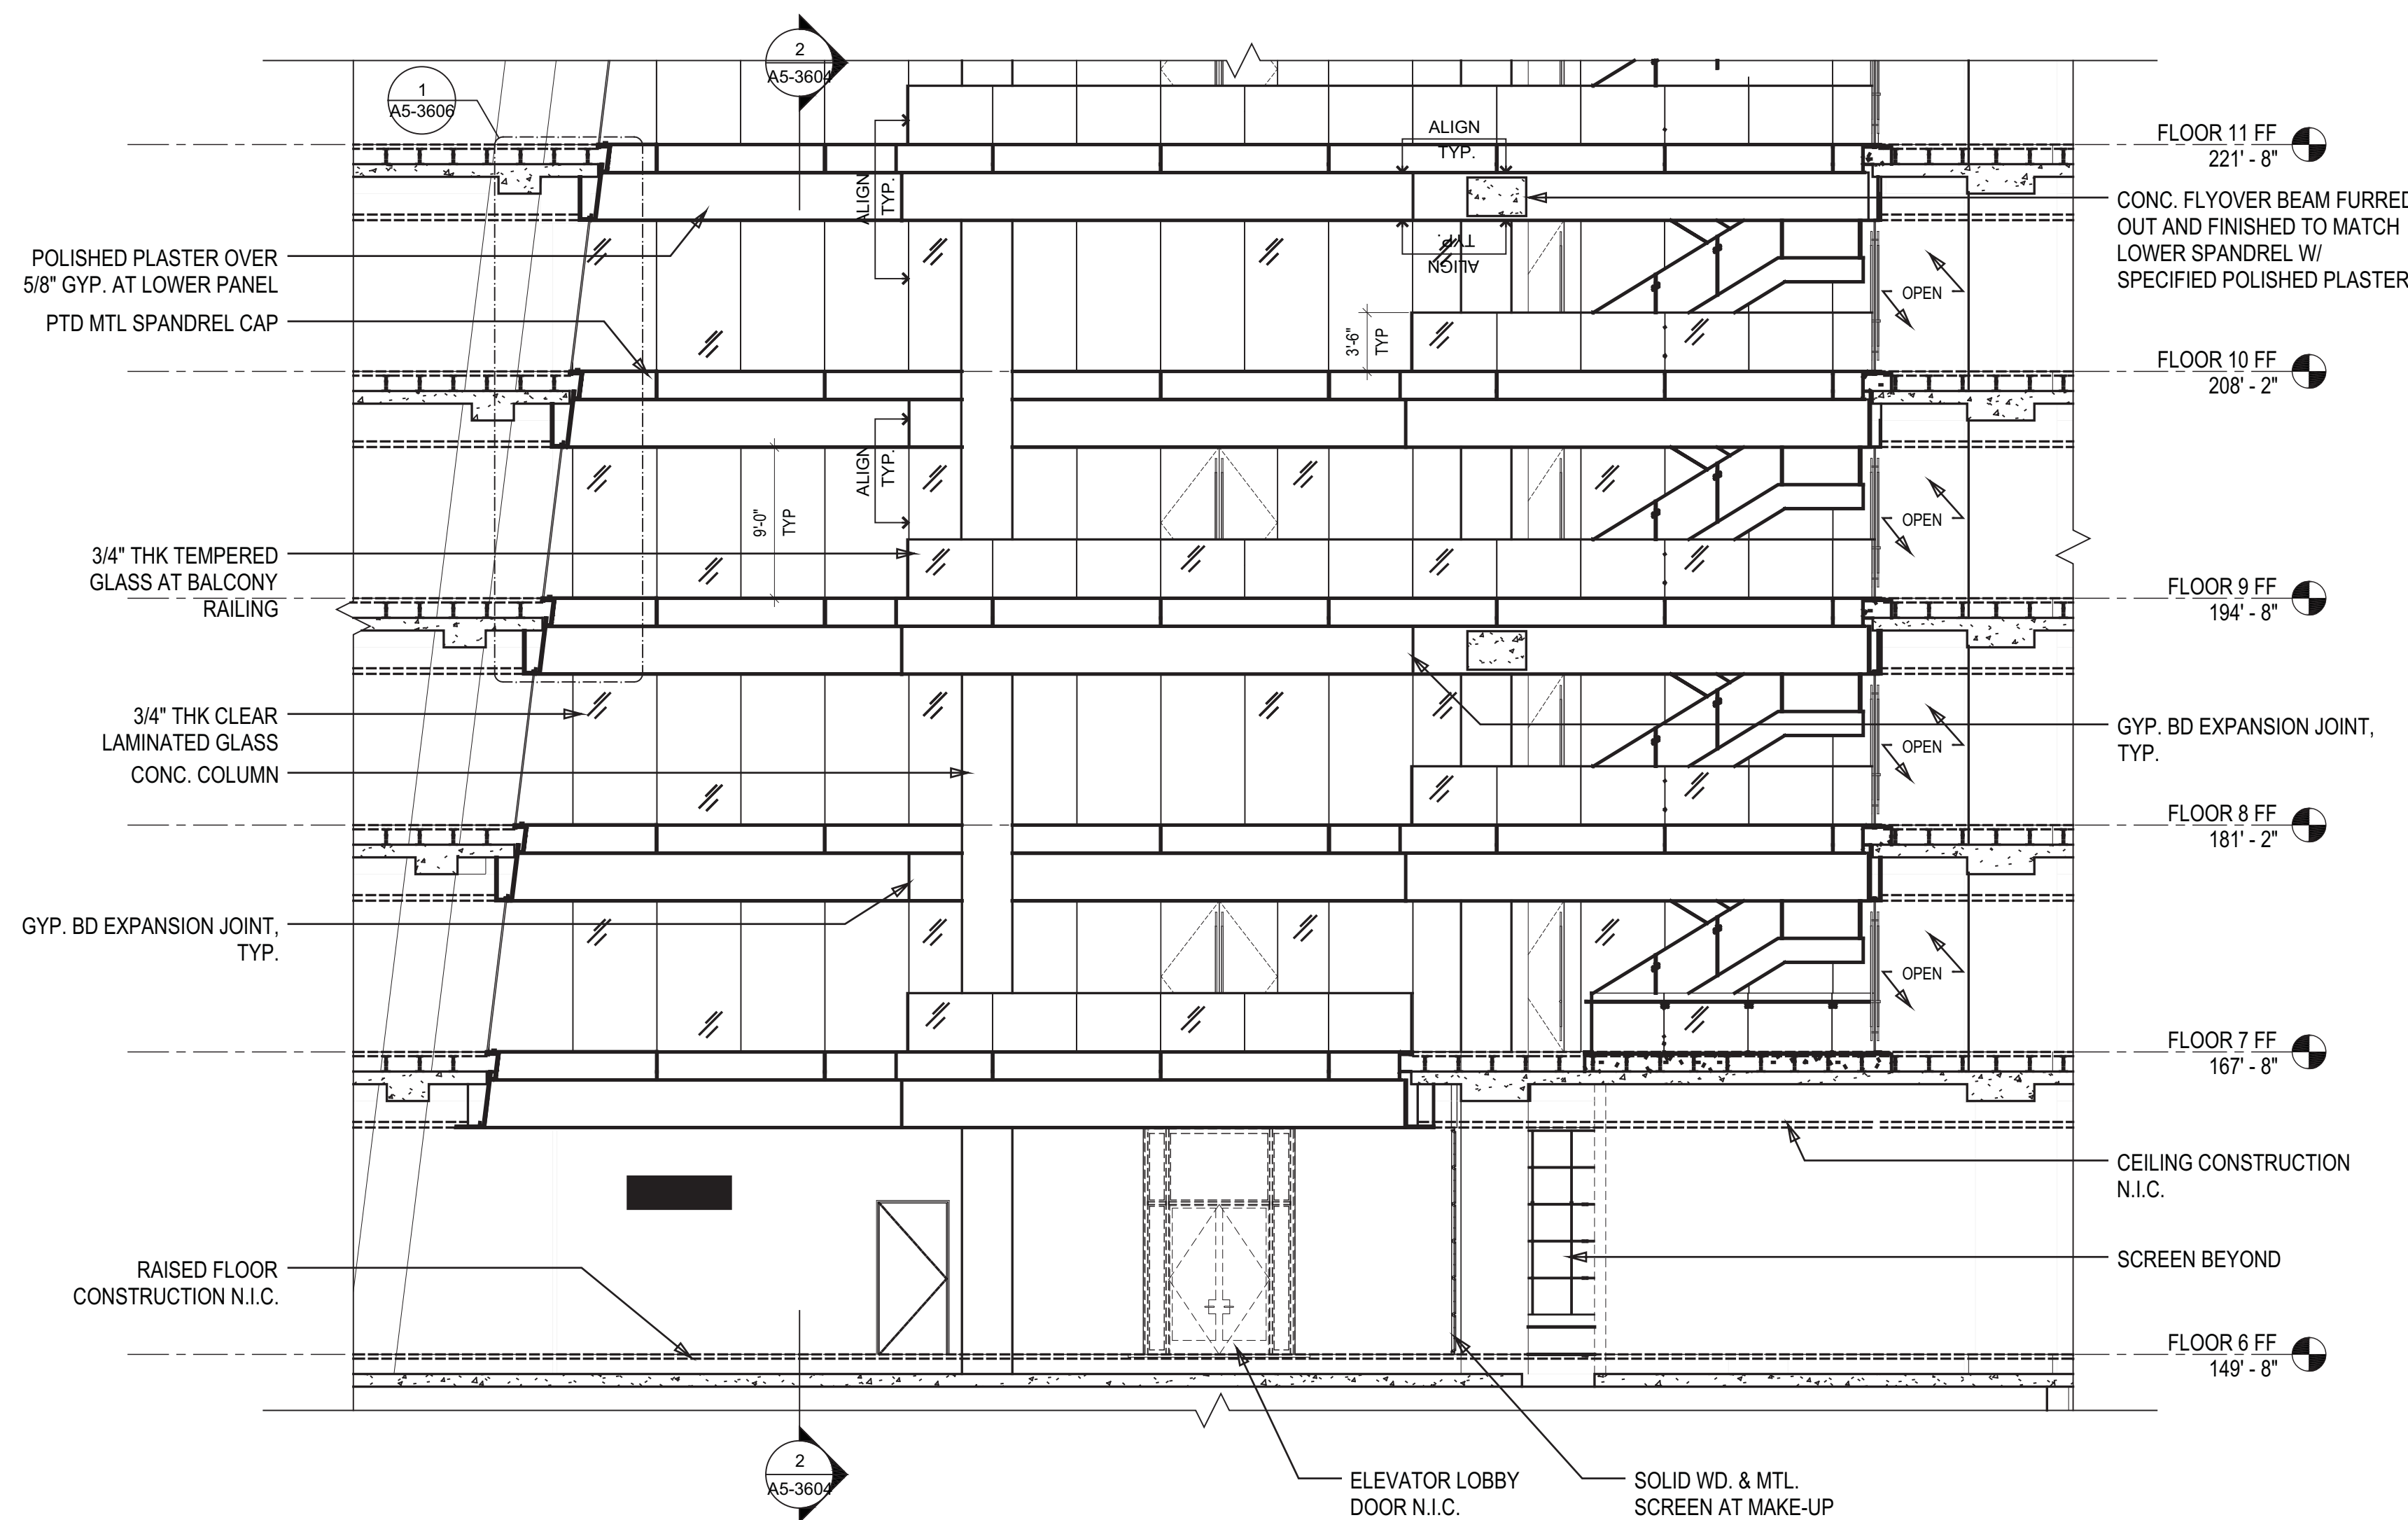 2
A5-3604
1
A5-3606
ALIGN
TYP.
ALIGN
TYP.
TYP.
ALIGN
FLOOR 11 FF
221' - 8"
CONC. FLYOVER BEAM FURRED
OUT AND FINISHED TO MATCH
LOWER SPANDREL W/
SPECIFIED POLISHED PLASTER
POLISHED PLASTER OVER
5/8" GYP. AT LOWER PANEL
PTD MTL SPANDREL CAP
OPEN
3'-6"
TYP
FLOOR 10 FF
208' - 2"
ALIGN
TYP.
9'-0"
TYP
OPEN
3/4" THK TEMPERED
GLASS AT BALCONY
RAILING
FLOOR 9 FF
194' - 8"
3/4" THK CLEAR
LAMINATED GLASS
CONC. COLUMN
OPEN
GYP. BD EXPANSION JOINT,
TYP.
FLOOR 8 FF
181' - 2"
GYP. BD EXPANSION JOINT,
TYP.
OPEN
FLOOR 7 FF
167' - 8"
CEILING CONSTRUCTION
N.I.C.
RAISED FLOOR
CONSTRUCTION N.I.C.
SCREEN BEYOND
FLOOR 6 FF
149' - 8"
2
A5-3604
ELEVATOR LOBBY
DOOR N.I.C.
SOLID WD. & MTL.
SCREEN AT MAKE-UP